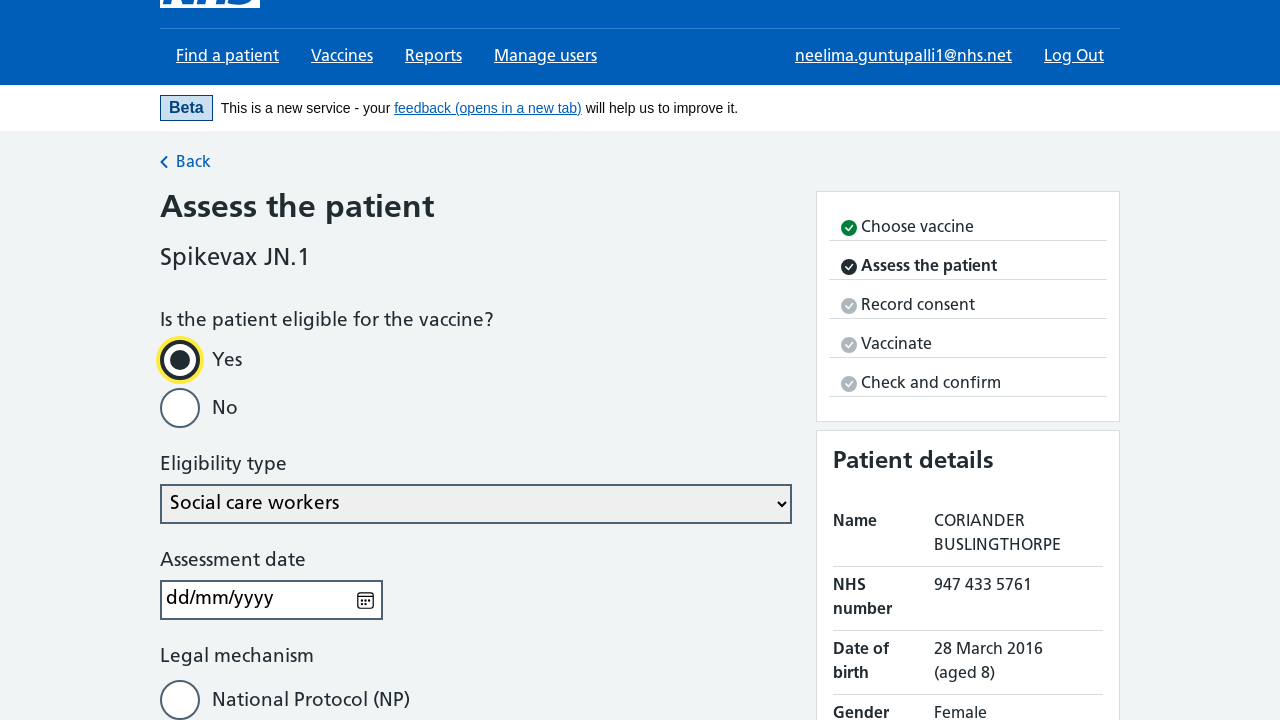 NHS
Find a patient Vaccines Reports Manage users neelima.guntupalli1@nhs.net Log Out
Beta This is a new service - your feedback (opens in a new tab) will help us to improve it.
Back
Assess the patient
Spikevax JN.1
Is the patient eligible for the vaccine?
Yes
No
Eligibility type
Social care workers
Assessment date
dd/mm/yyyy
Legal mechanism
National Protocol (NP)
Choose vaccine
Assess the patient
Record consent
Vaccinate
Check and confirm
Patient details
Name CORIANDER
BUSLINGTHORPE
NHS 947 433 5761
number
Date of 28 March 2016
birth (aged 8)
Gender Female